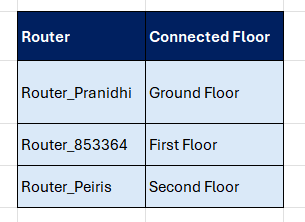 Router Connected Floor
Router_Pranidhi Ground Floor
Router_853364 First Floor
Router_Peiris Second Floor